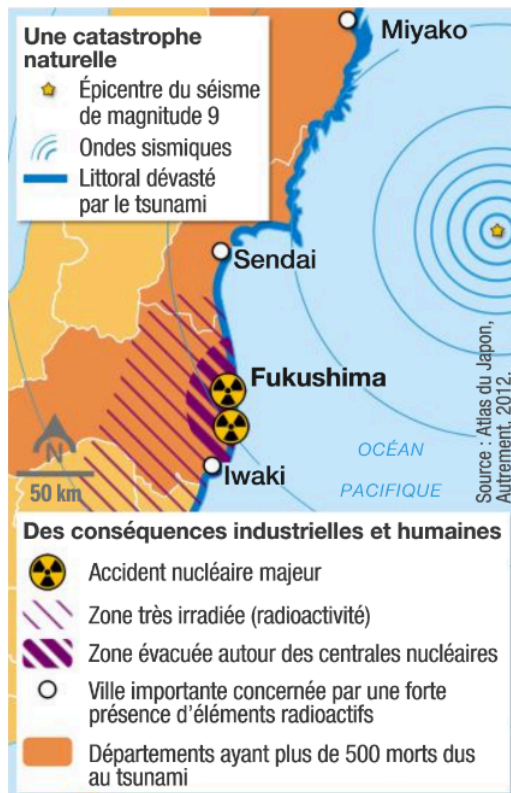 Une catastrophe
naturelle
Épicentre du séisme
de magnitude 9
Ondes sismiques
Littoral dévasté
par le tsunami
Miyako
Sendai
Fukushima
Iwaki
N
50 km
OCÉAN
PACIFIQUE
Source : Atlas du Japon,
Autrement, 2012.
Des conséquences industrielles et humaines
Accident nucléaire majeur
Zone très irradiée (radioactivité)
Zone évacuée autour des centrales nucléaires
Ville importante concernée par une forte
présence d'éléments radioactifs
Départements ayant plus de 500 morts dus
au tsunami